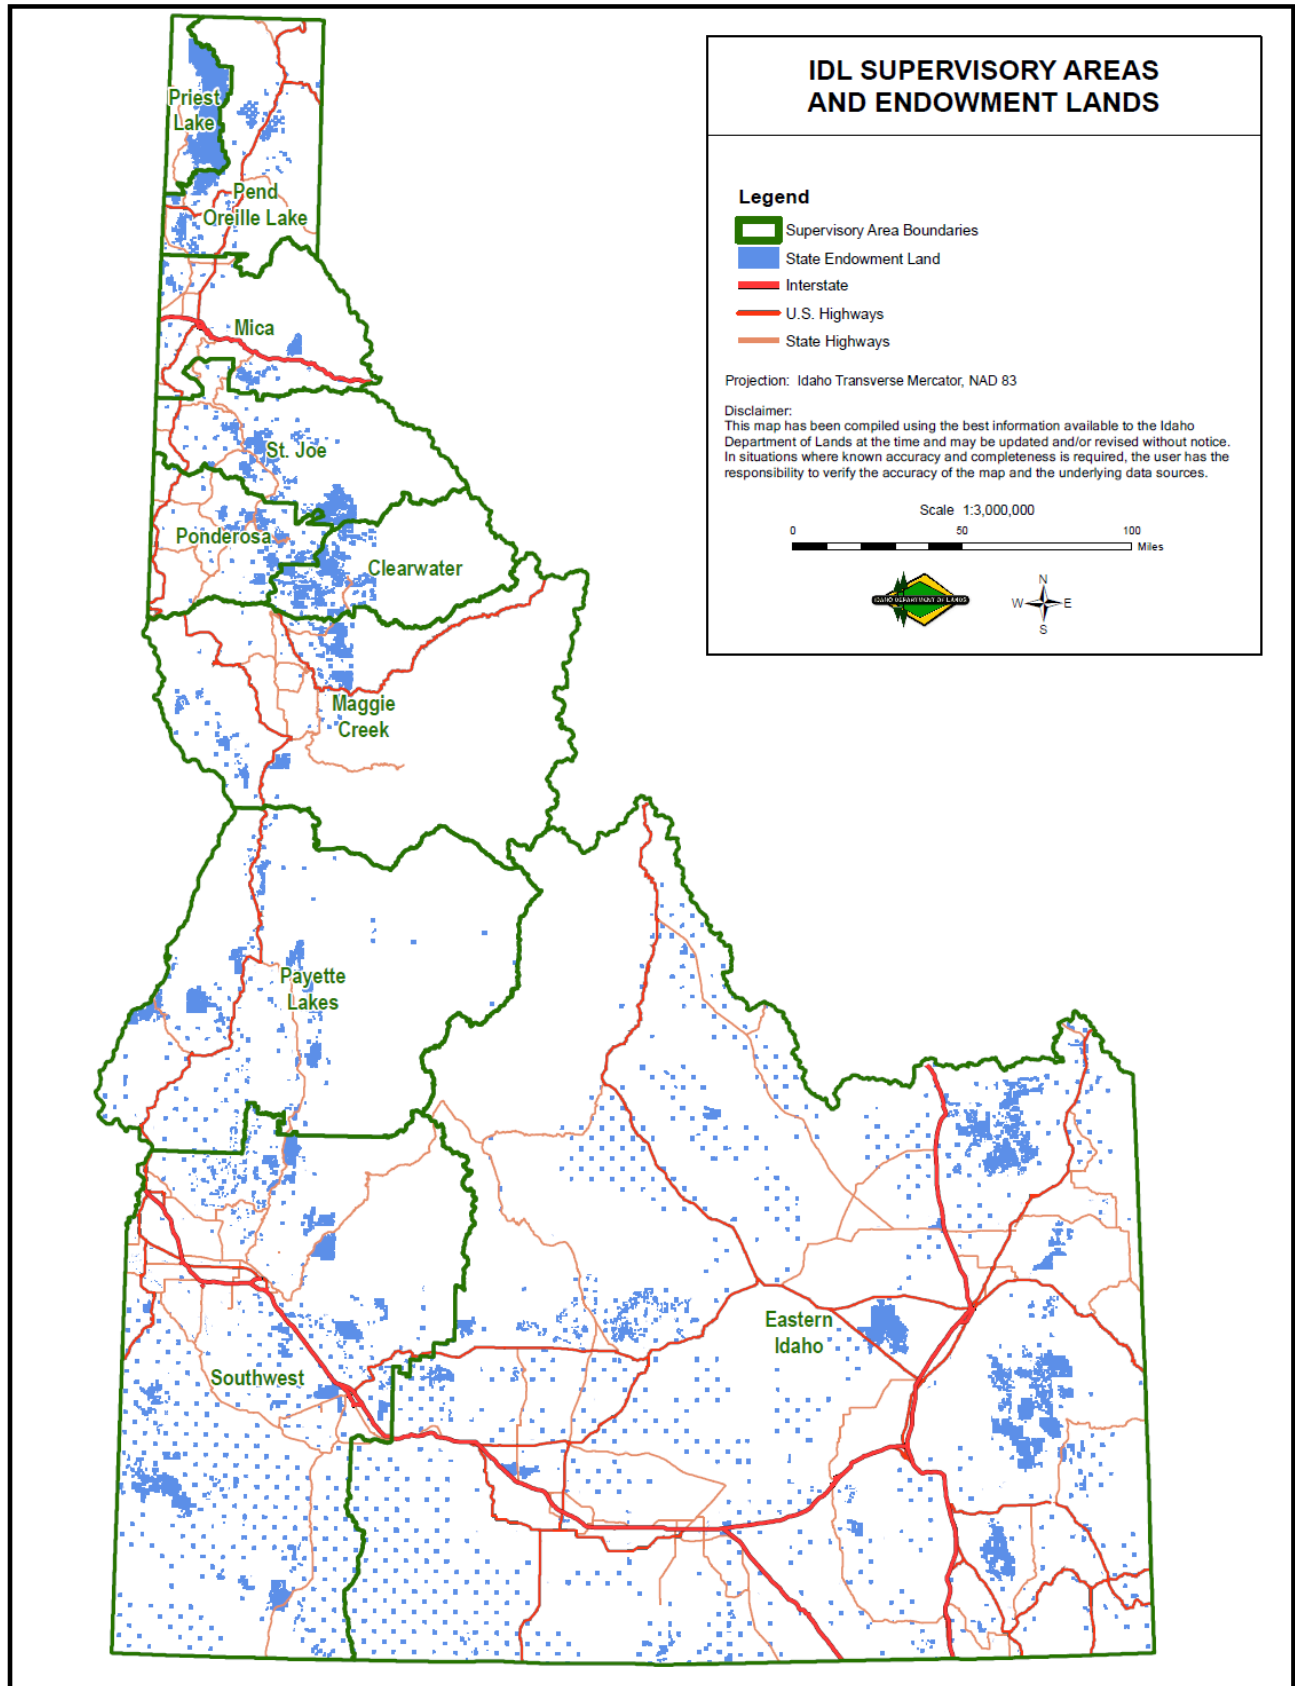 IDL SUPERVISORY AREAS
AND ENDOWMENT LANDS
Legend
Supervisory Area Boundaries
State Endowment Land
Interstate
U.S. Highways
State Highways
Projection: Idaho Transverse Mercator, NAD 83
Disclaimer:
This map has been compiled using the best information available to the Idaho
Department of Lands at the time and may be updated and/or revised without notice.
In situations where known accuracy and completeness is required, the user has the
responsibility to verify the accuracy of the map and the underlying data sources.
Scale 1:3,000,000
0 50 100
Miles
IDAHO DEPARTMENT OF LANDS
N
W E
S
Priest
Lake
Pend
Oreille Lake
Mica
St. Joe
Ponderosa
Clearwater
Maggie
Creek
Payette
Lakes
Eastern
Idaho
Southwest